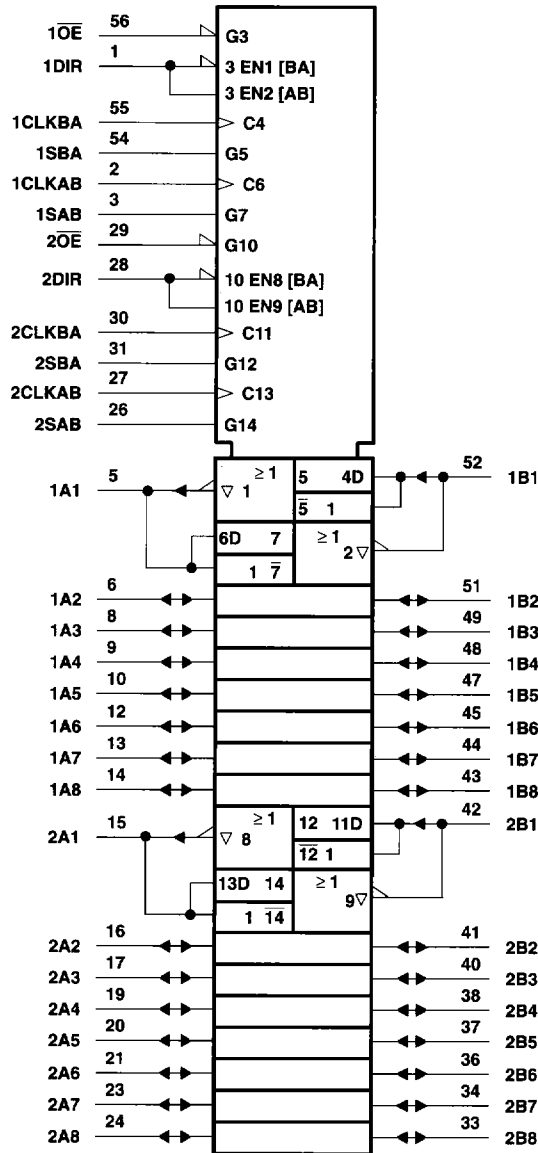 1O̅E̅ 56 G3
1DIR 1 3 EN1 [BA]
3 EN2 [AB]
1CLKBA 55 C4
1SBA 54 G5
1CLKAB 2 C6
1SAB 3 G7
2O̅E̅ 29 G10
2DIR 28 10 EN8 [BA]
10 EN9 [AB]
2CLKBA 30 C11
2SBA 31 G12
2CLKAB 27 C13
2SAB 26 G14
1A1 5 ≥ 1 ▽ 1 5 4D 52 1B1
5̅ 1
6D 7 ≥ 1 2 ▽
1 7̅
1A2 6 51 1B2
1A3 8 49 1B3
1A4 9 48 1B4
1A5 10 47 1B5
1A6 12 45 1B6
1A7 13 44 1B7
1A8 14 43 1B8
2A1 15 ≥ 1 ▽ 8 12 11D 42 2B1
1̅2̅ 1
13D 14 ≥ 1 9 ▽
1 1̅4̅
2A2 16 41 2B2
2A3 17 40 2B3
2A4 19 38 2B4
2A5 20 37 2B5
2A6 21 36 2B6
2A7 23 34 2B7
2A8 24 33 2B8